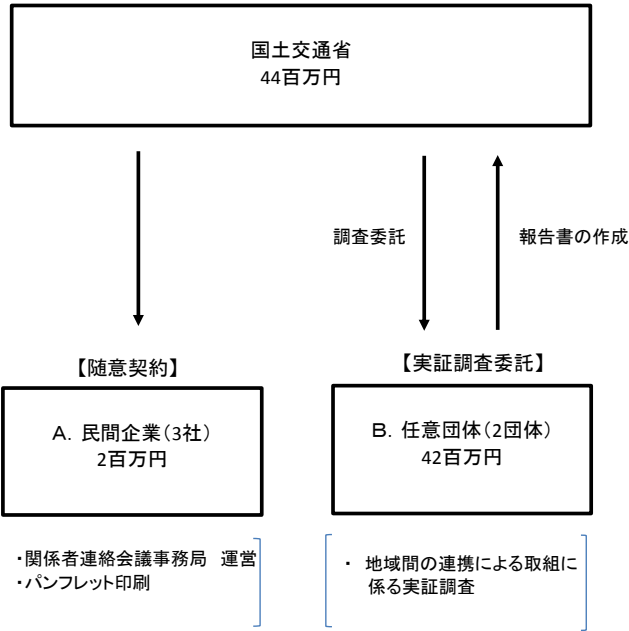 国土交通省
44百万円
調査委託
報告書の作成
【随意契約】
【実証調査委託】
A. 民間企業(3社)
2百万円
B. 任意団体(2団体)
42百万円
・関係者連絡会議事務局　運営
・パンフレット印刷
・ 地域間の連携による取組に
係る実証調査